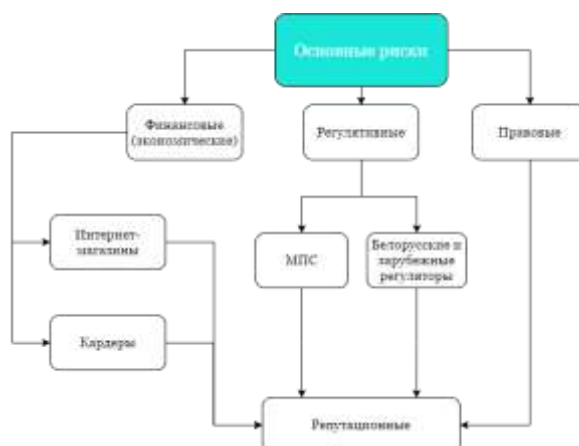 Основные риски
Финансовые
(экономические)
Регулятивные
Правовые
Интернет-
магазины
МПС
Белорусские и
зарубежные
регуляторы
Кардеры
Репутационные